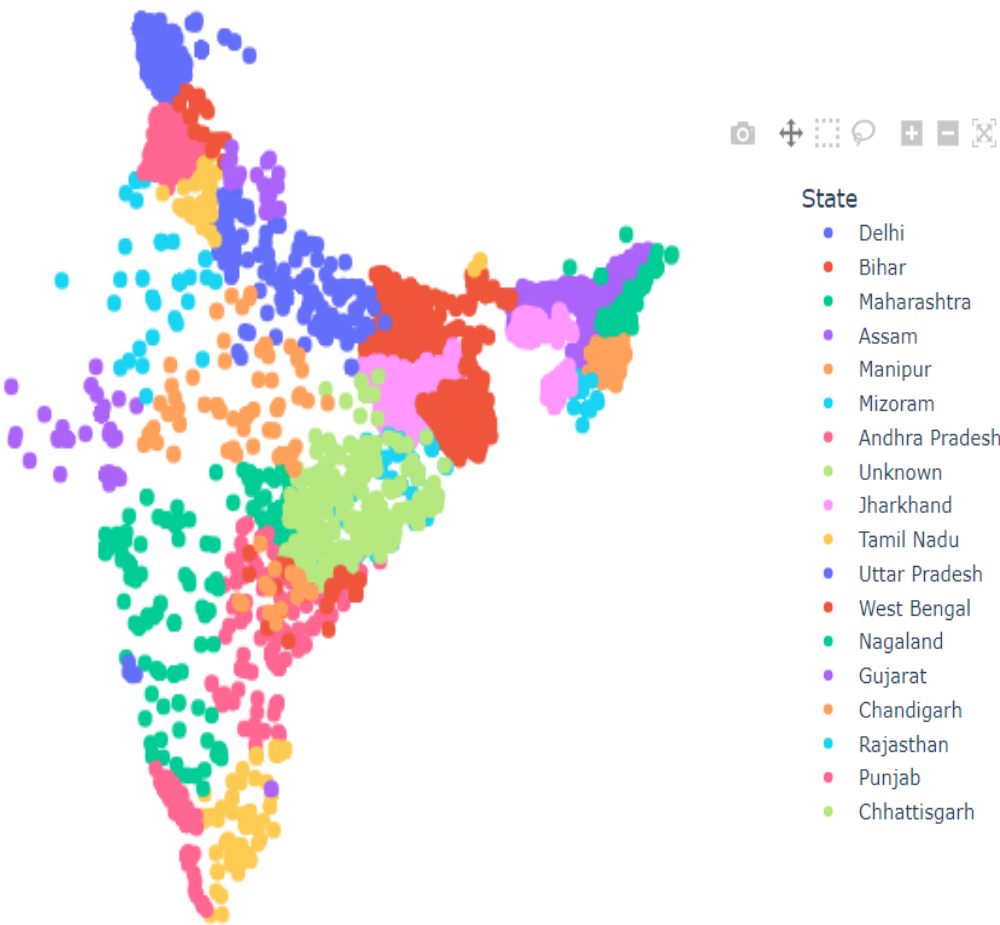 State
Delhi
Bihar
Maharashtra
Assam
Manipur
Mizoram
Andhra Pradesh
Unknown
Jharkhand
Tamil Nadu
Uttar Pradesh
West Bengal
Nagaland
Gujarat
Chandigarh
Rajasthan
Punjab
Chhattisgarh